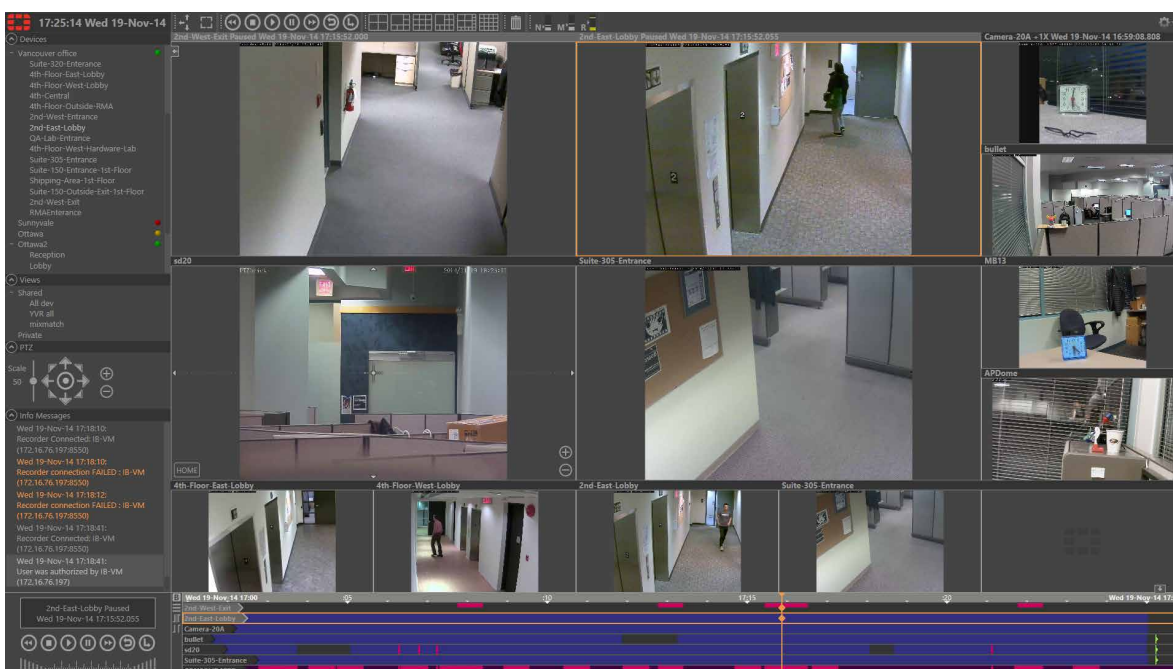 17:25:14 Wed 19-Nov-14
N
M
R
Devices
Vancouver office
Suite-320-Enterance
4th-Floor-East-Lobby
4th-Floor-West-Lobby
4th-Central
4th-Floor-Outside-RMA
2nd-West-Entrance
2nd-East-Lobby
QA-Lab-Entrance
4th-Floor-West-Hardware-Lab
Suite-305-Entrance
Suite-150-Entrance-1st-Floor
Shipping-Area-1st-Floor
Suite-150-Outside-Exit-1st-Floor
2nd-West-Exit
RMAEnterance
Sunnyvale
Ottawa
Ottawa2
Reception
Lobby
Views
Shared
All dev
YVR all
mixmatch
Private
PTZ
Scale
50
Info Messages
Wed 19-Nov-14 17:18:10:
Recorder Connected: IB-VM
(172.16.76.197:8550)
Wed 19-Nov-14 17:18:10:
Recorder connection FAILED : IB-VM
(172.16.76.197:8550)
Wed 19-Nov-14 17:18:12:
Recorder connection FAILED : IB-VM
(172.16.76.197:8550)
Wed 19-Nov-14 17:18:41:
Recorder Connected: IB-VM
(172.16.76.197:8550)
Wed 19-Nov-14 17:18:41:
User was authorized by IB-VM
(172.16.76.197)
2nd-East-Lobby Paused
Wed 19-Nov-14 17:15:52.055
2nd-West-Exit Paused Wed 19-Nov-14 17:15:52.000
2nd-East-Lobby Paused Wed 19-Nov-14 17:15:52.055
Camera-20A +1X Wed 19-Nov-14 16:59:08.808
2
2
bullet
sd20
Suite-305-Entrance
MB13
HOME
APDome
4th-Floor-East-Lobby
4th-Floor-West-Lobby
2nd-East-Lobby
Suite-305-Entrance
Wed 19-Nov-14 17:00
:05
:10
17:15
:20
Wed 19-Nov-14 17:
2nd-West-Exit
2nd-East-Lobby
Camera-20A
bullet
sd20
Suite-305-Entrance